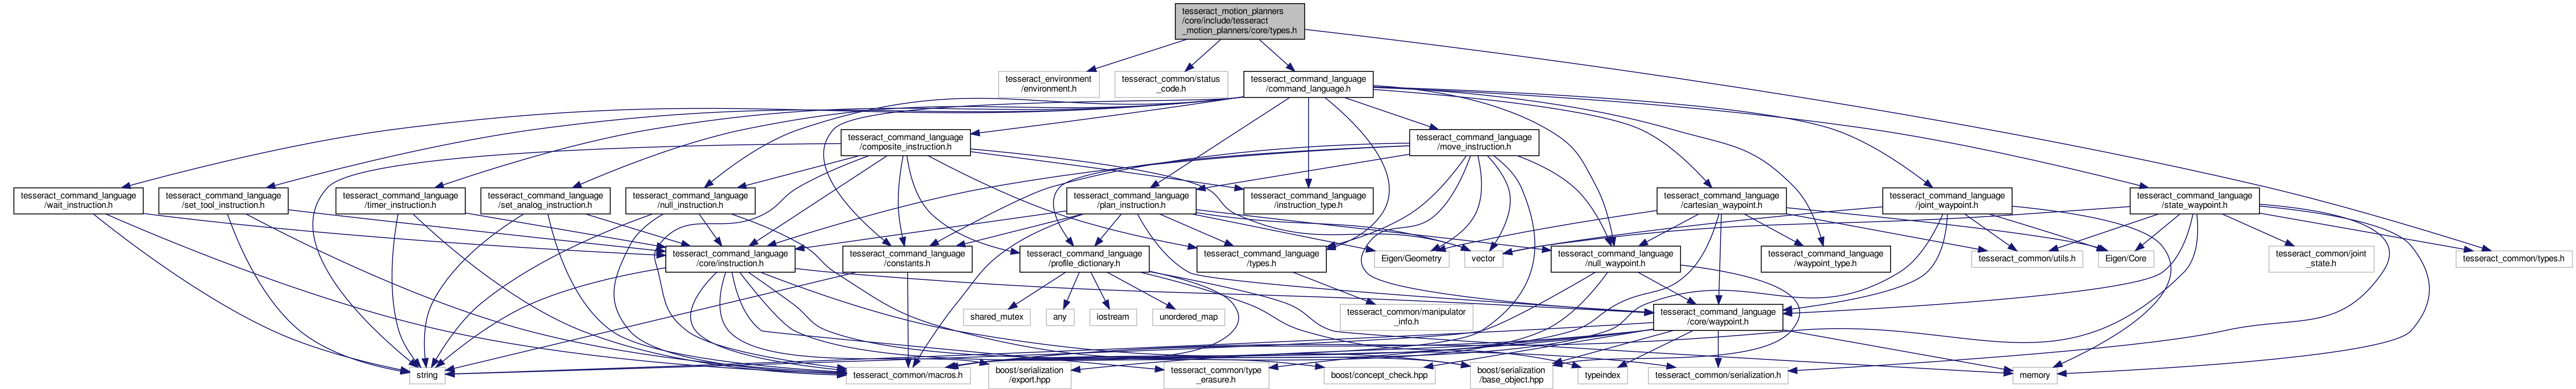 tesseract_motion_planners
/core/include/tesseract
_motion_planners/core/types.h
tesseract_environment
/environment.h
tesseract_common/status
_code.h
tesseract_command_language
/command_language.h
tesseract_command_language
/composite_instruction.h
tesseract_command_language
/move_instruction.h
tesseract_command_language
/wait_instruction.h
tesseract_command_language
/set_tool_instruction.h
tesseract_command_language
/timer_instruction.h
tesseract_command_language
/set_analog_instruction.h
tesseract_command_language
/null_instruction.h
tesseract_command_language
/plan_instruction.h
tesseract_command_language
/instruction_type.h
tesseract_command_language
/cartesian_waypoint.h
tesseract_command_language
/joint_waypoint.h
tesseract_command_language
/state_waypoint.h
tesseract_command_language
/core/instruction.h
tesseract_command_language
/constants.h
tesseract_command_language
/profile_dictionary.h
tesseract_command_language
/types.h
Eigen/Geometry
vector
tesseract_command_language
/null_waypoint.h
tesseract_command_language
/waypoint_type.h
tesseract_common/utils.h
Eigen/Core
tesseract_common/joint
_state.h
tesseract_common/types.h
shared_mutex
any
iostream
unordered_map
tesseract_common/manipulator
_info.h
tesseract_command_language
/core/waypoint.h
string
tesseract_common/macros.h
boost/serialization
/export.hpp
tesseract_common/type
_erasure.h
boost/concept_check.hpp
boost/serialization
/base_object.hpp
typeindex
tesseract_common/serialization.h
memory